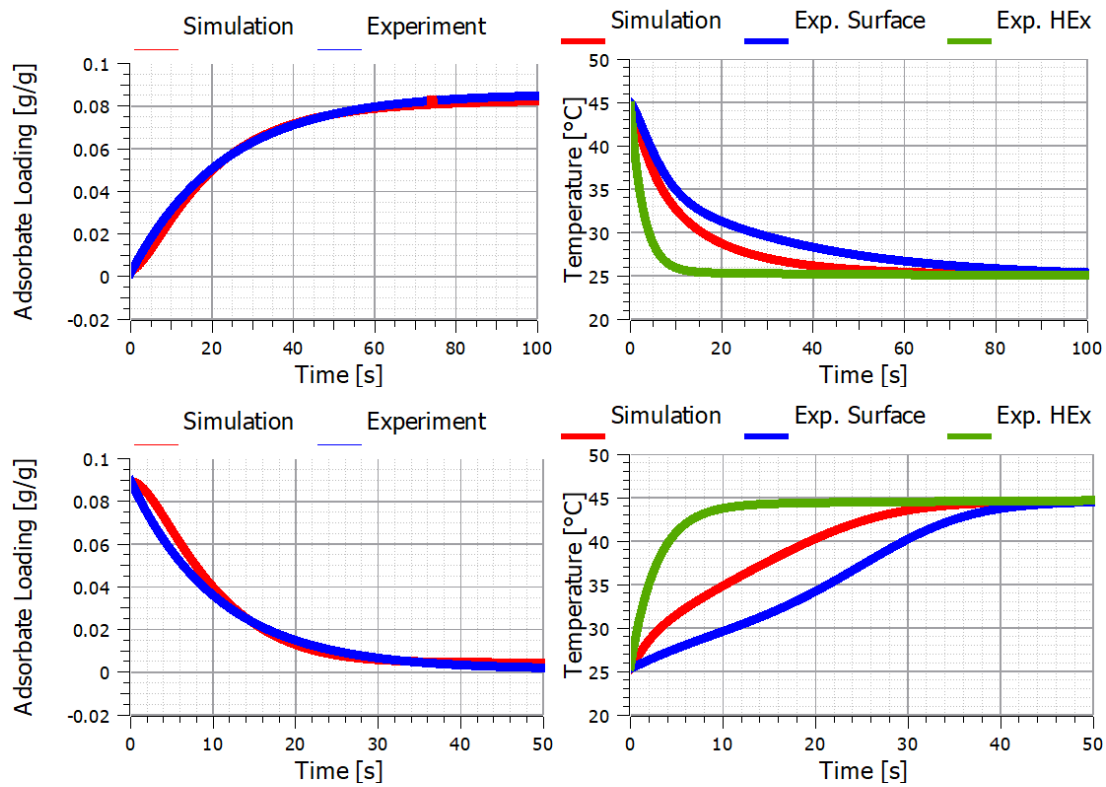 Simulation Experiment
Adsorbate Loading [g/g]
0.1
0.08
0.06
0.04
0.02
0
-0.02
0 20 40 60 80 100
Time [s]
Simulation Exp. Surface Exp. HEx
Temperature [°C]
50
45
40
35
30
25
20
0 20 40 60 80 100
Time [s]
Simulation Experiment
Adsorbate Loading [g/g]
0.1
0.08
0.06
0.04
0.02
0
-0.02
0 10 20 30 40 50
Time [s]
Simulation Exp. Surface Exp. HEx
Temperature [°C]
50
45
40
35
30
25
20
0 10 20 30 40 50
Time [s]